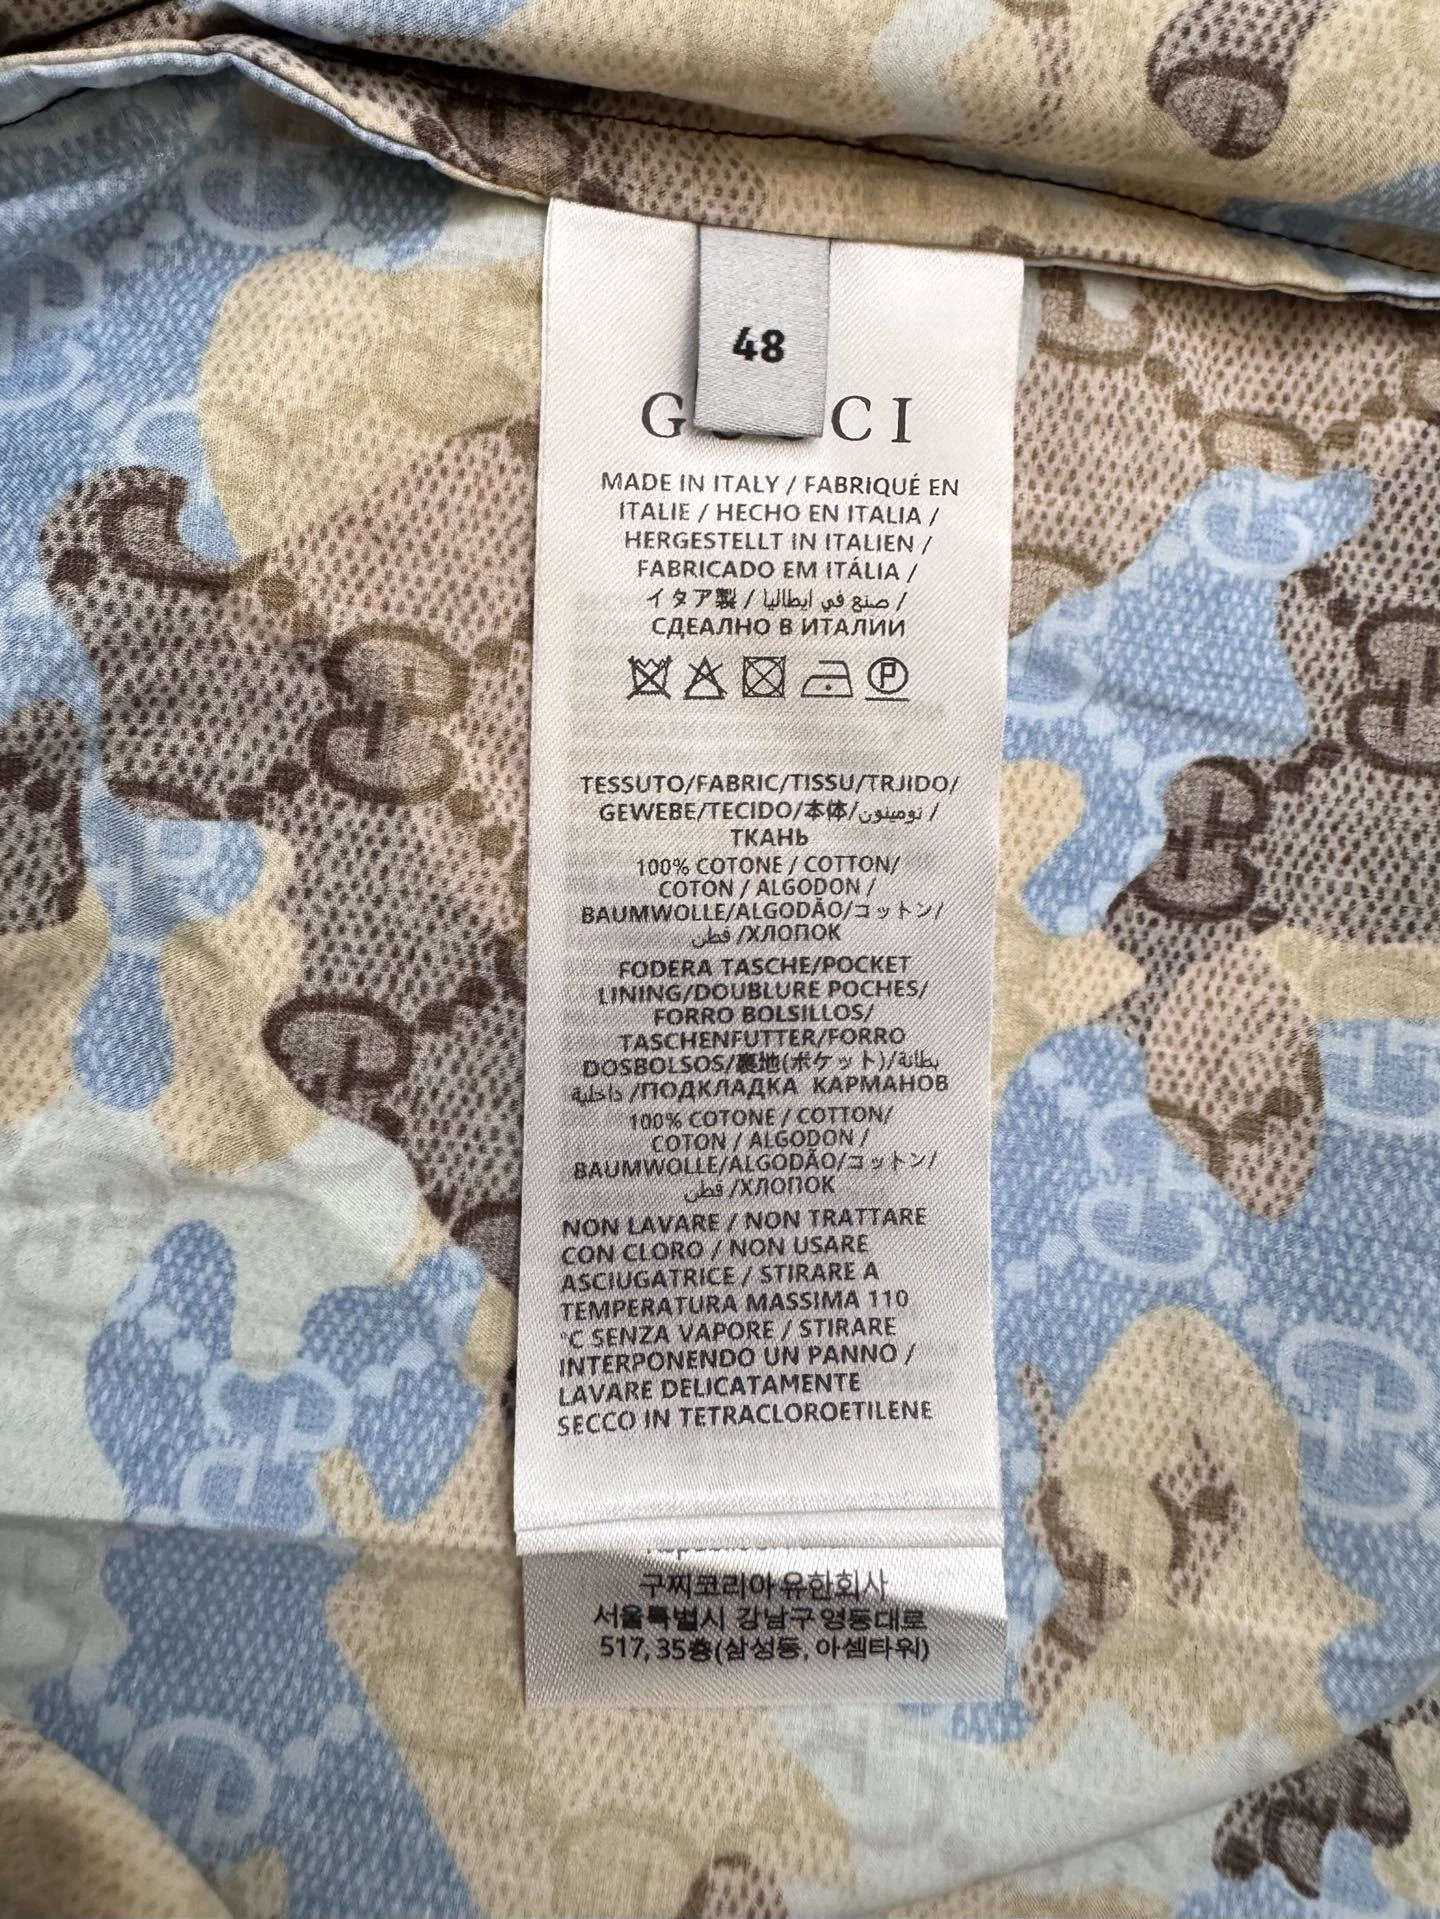 48
GUCCI
MADE IN ITALY / FABRIQUÉ EN
ITALIE / HECHO EN ITALIA /
HERGESTELLT IN ITALIEN /
FABRICADO EM ITÁLIA /
イタア製 / صنع في ايطاليا /
СДЕАЛНО В ИТАЛИИ
P
TESSUTO/FABRIC/TISSU/TRJIDO/
GEWEBE/TECIDO/本体/نومينون /
ТКАНЬ
100% COTONE / COTTON/
COTON / ALGODON /
BAUMWOLLE/ALGODÃO/コットン/
قطن /ХЛОПОК
FODERA TASCHE/POCKET
LINING/DOUBLURE POCHES/
FORRO BOLSILLOS/
TASCHENFUTTER/FORRO
DOSBOLSOS/裏地(ポケット)/بطانة
داخلية /ПОДКЛАДКА КАРМАНОВ
100% COTONE / COTTON/
COTON / ALGODON /
BAUMWOLLE/ALGODÃO/コットン/
قطن /ХЛОПОК
NON LAVARE / NON TRATTARE
CON CLORO / NON USARE
ASCIUGATRICE / STIRARE A
TEMPERATURA MASSIMA 110
°C SENZA VAPORE / STIRARE
INTERPONENDO UN PANNO /
LAVARE DELICATAMENTE
SECCO IN TETRACLOROETILENE
구찌코리아유한회사
서울특별시 강남구영동대로
517, 35층(삼성동, 아셈타워)